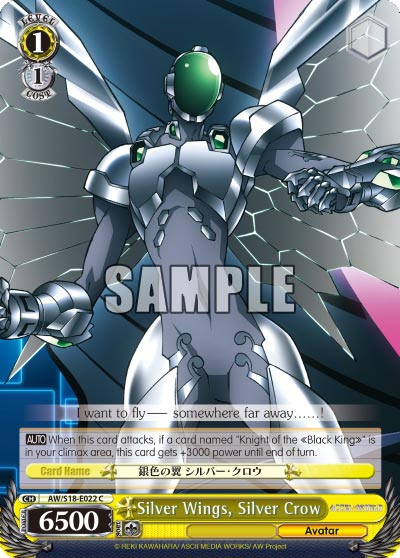 LEVEL
1
1
COST
SAMPLE
I want to fly── somewhere far away……!
AUTO When this card attacks, if a card named "Knight of the «Black King»" is
in your climax area, this card gets +3000 power until end of turn.
Card Name 銀色の翼 シルバー・クロウ
CH AW/S18-E022 C
POWER 6500 SOUL Silver Wings, Silver Crow
Avatar
© REKI KAWAHARA/ ASCII MEDIA WORKS/ AW Project